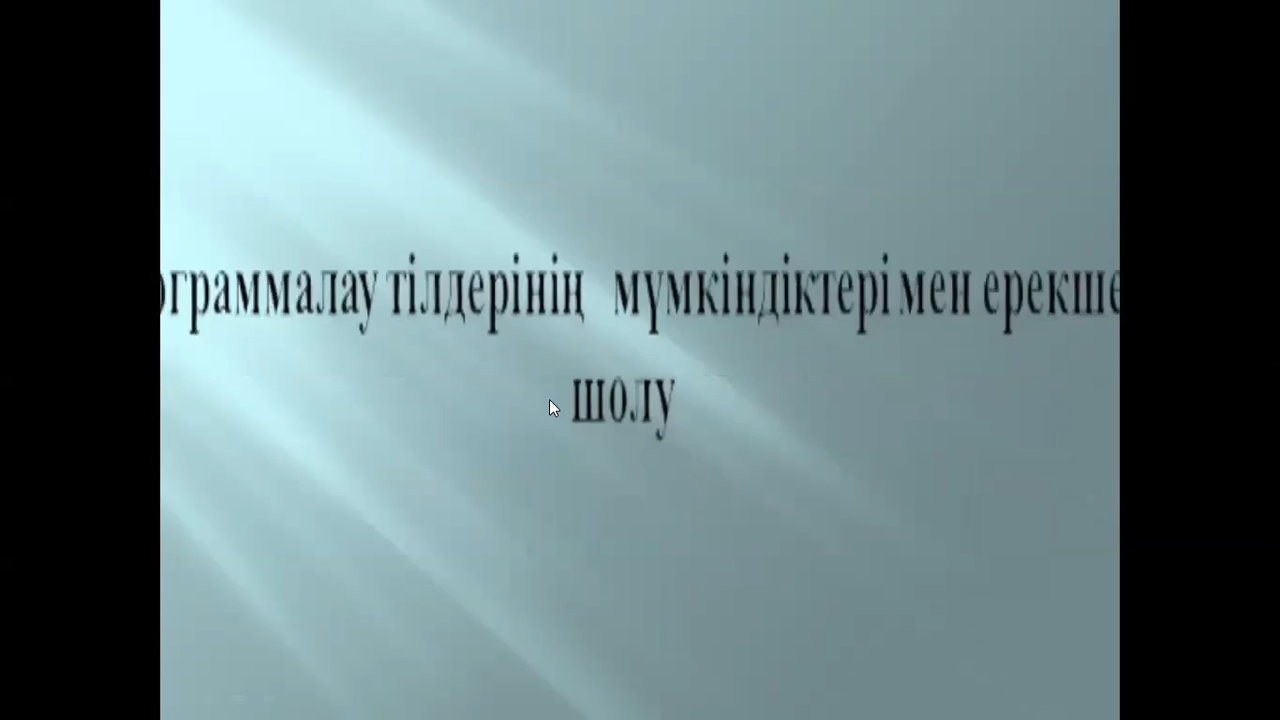 ограммалау тілдерінің мүмкіндіктері мен ерекше
шолу